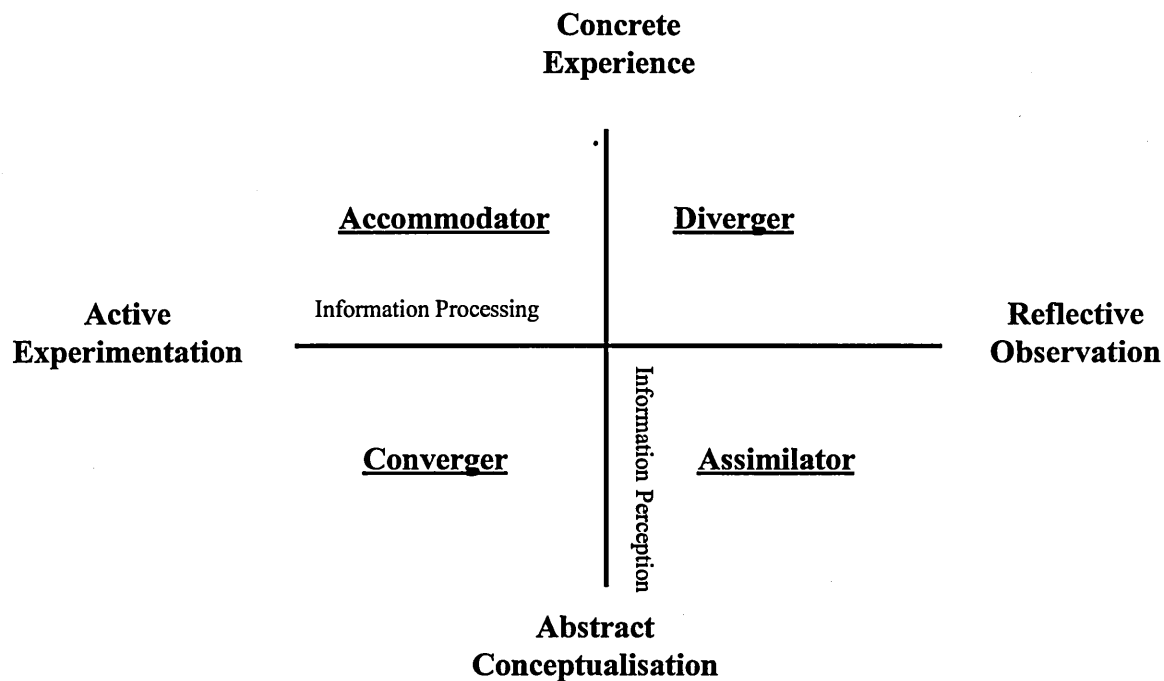 Concrete
Experience
Accommodator
Diverger
Information Processing
Active
Experimentation
Reflective
Observation
Information Perception
Converger
Assimilator
Abstract
Conceptualisation